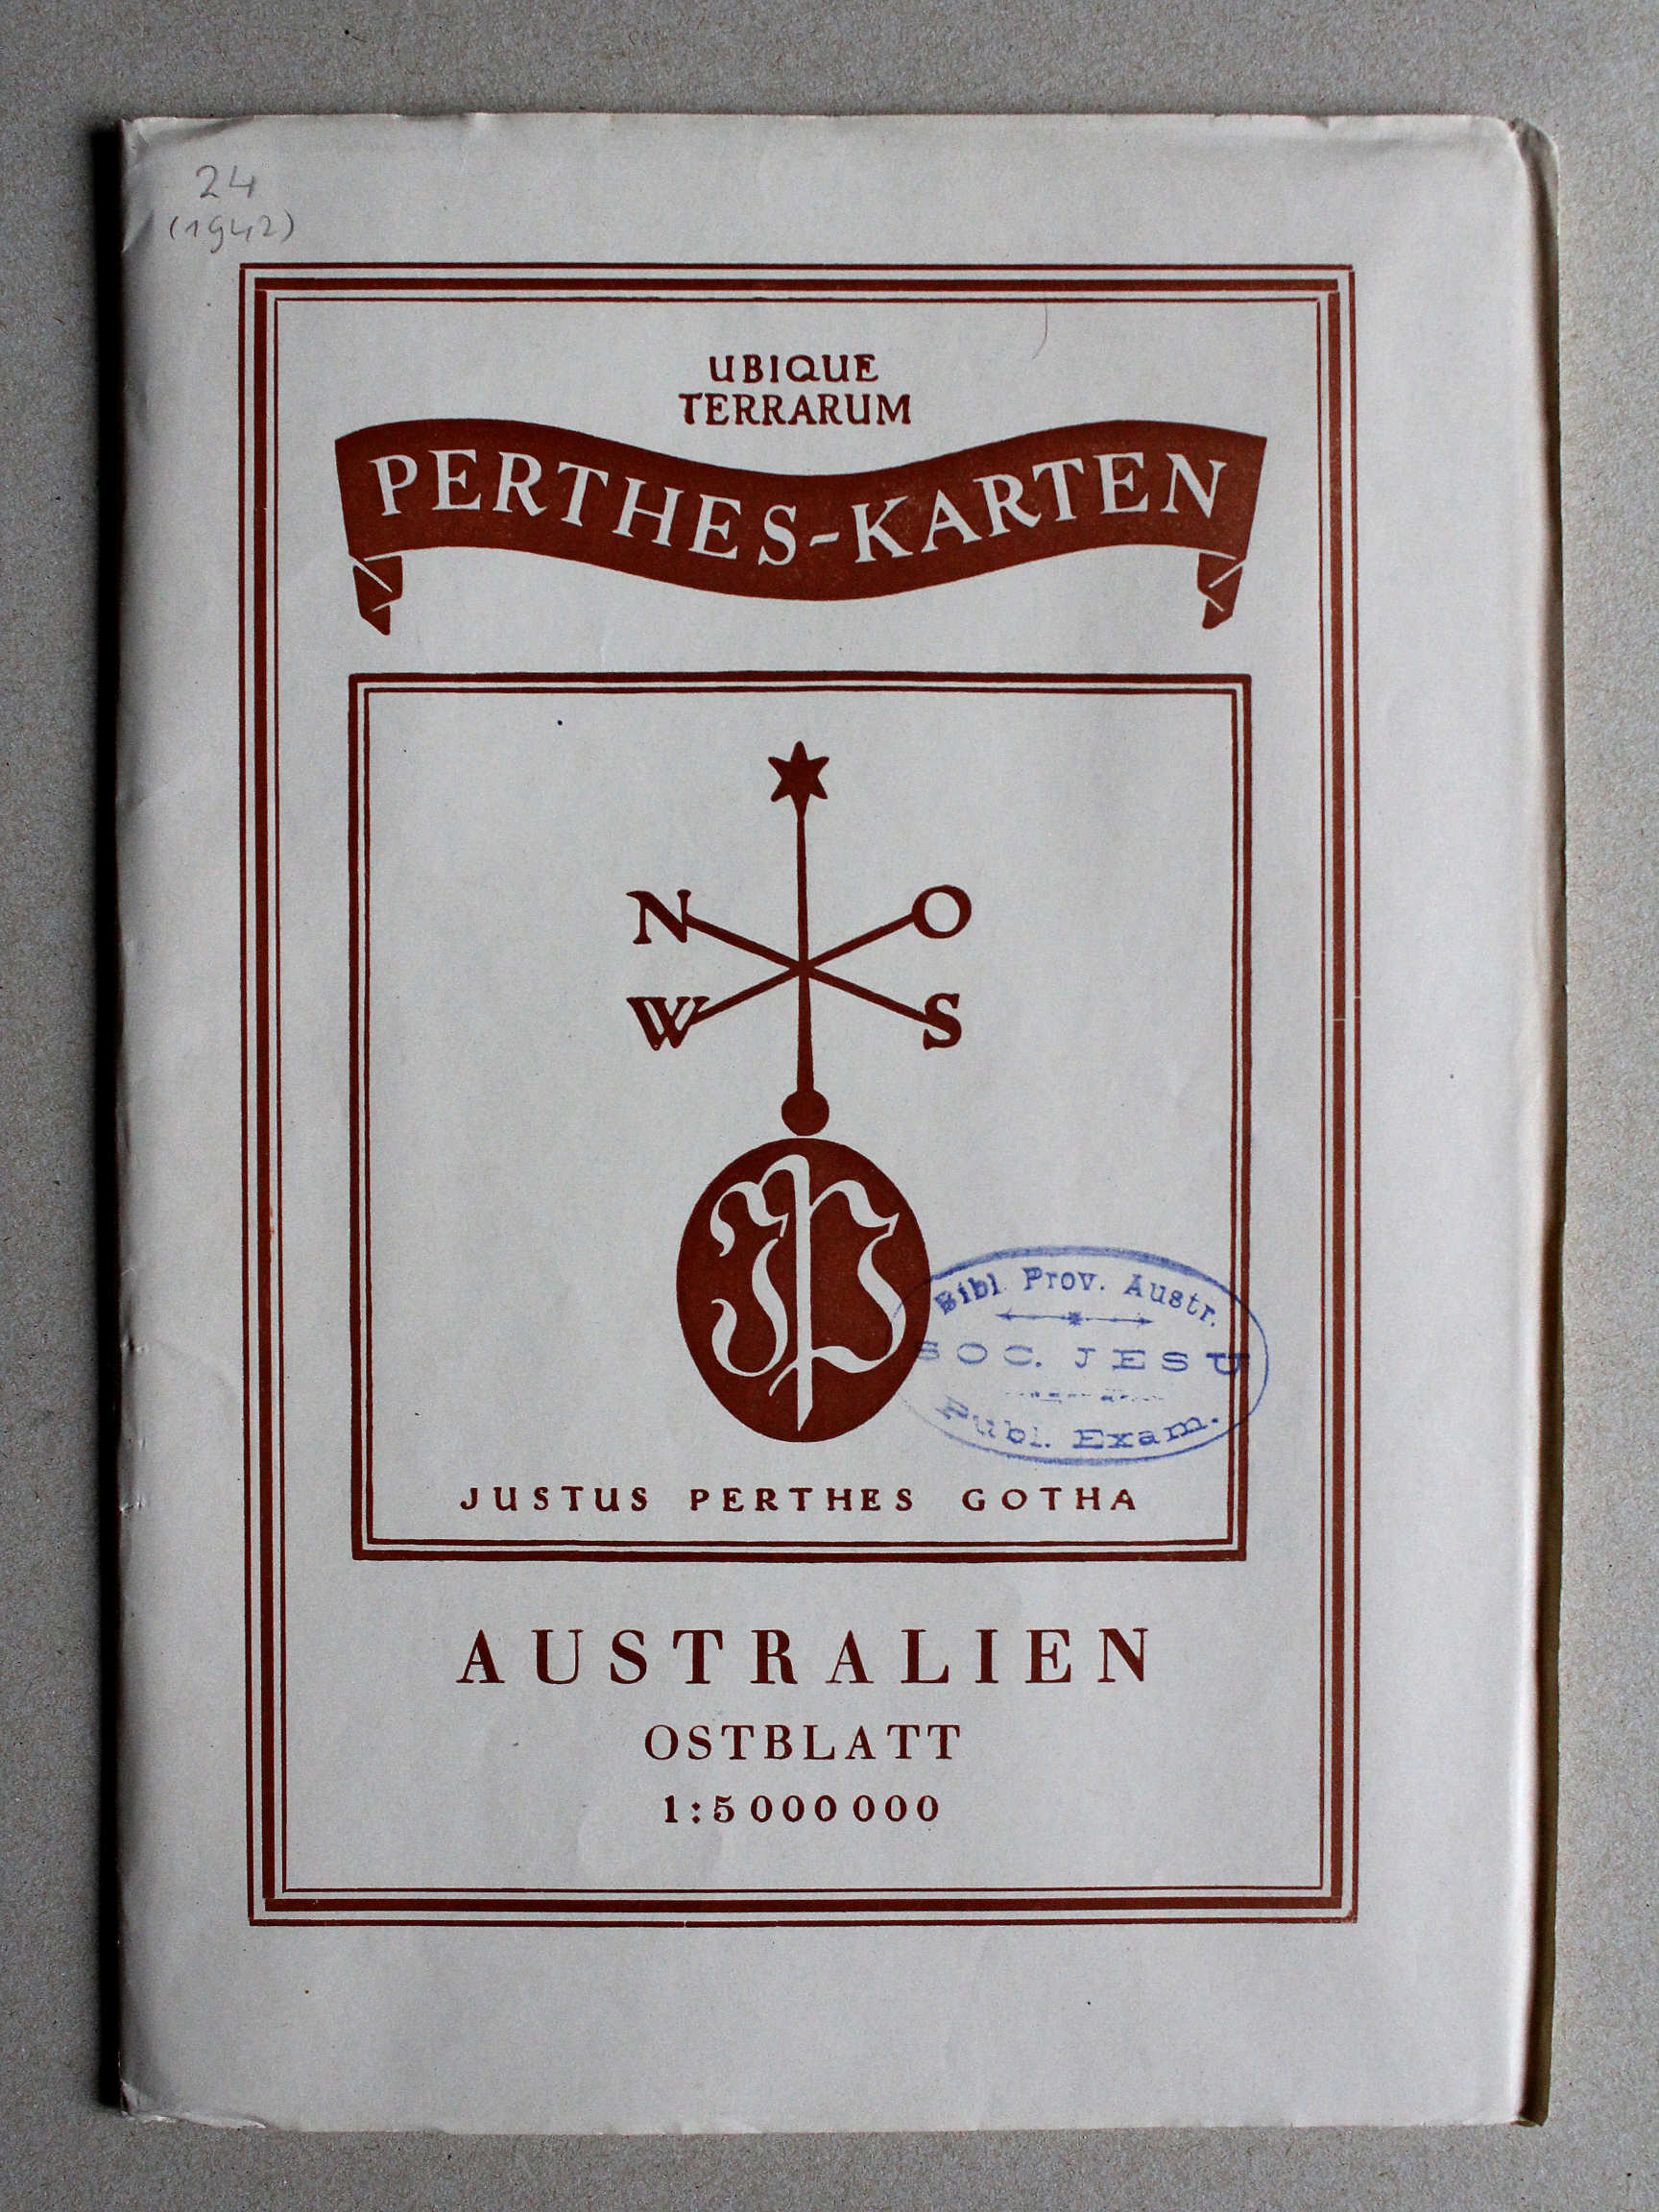 24
(1942)
UBIQUE
TERRARUM
PERTHES-KARTEN
N O
W S
JP
Bibl. Prov. Austr.
SOC. JESU
Publ. Exam.
JUSTUS PERTHES GOTHA
AUSTRALIEN
OSTBLATT
1:5000000